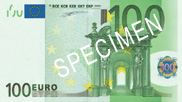 BCE ECB EZB EKT EKP
100
SPECIMEN
100 EURO